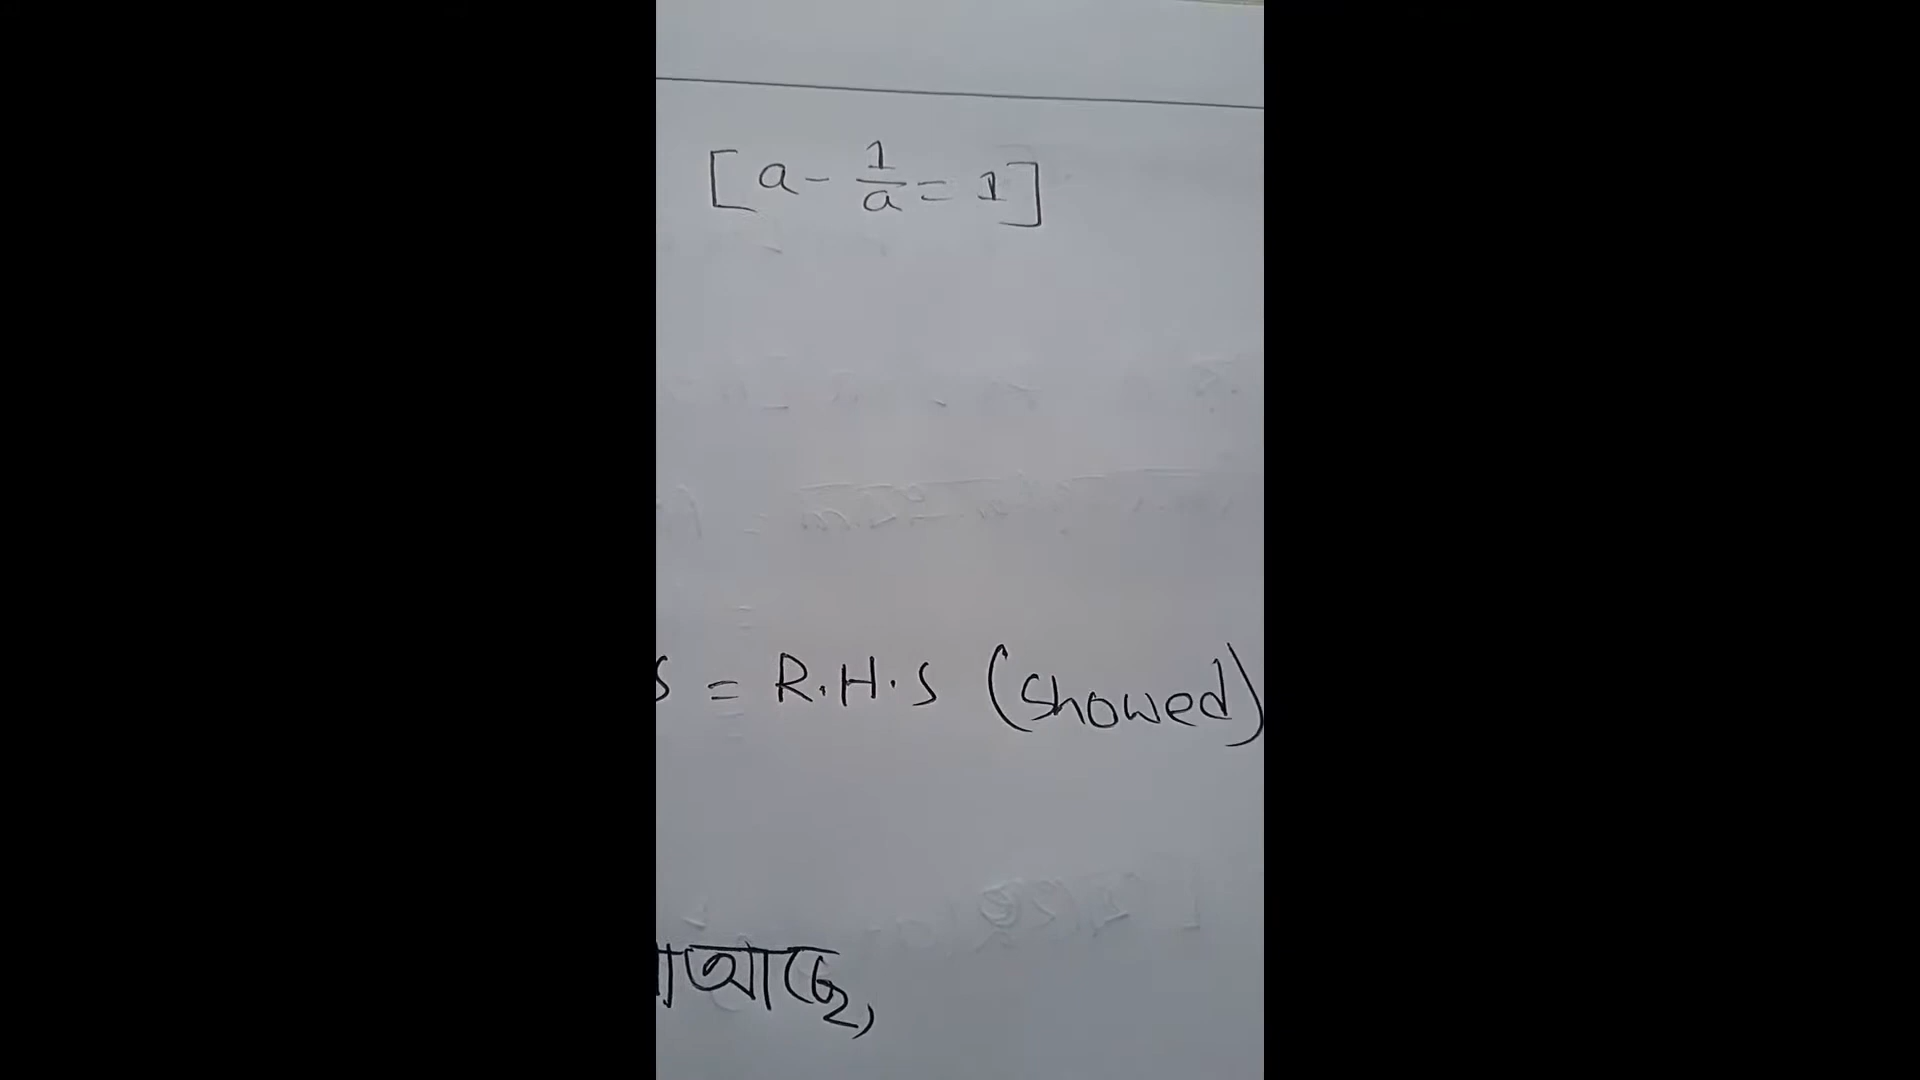 [a - 1/a = 1]
S = R.H.S (Showed)
আছে,